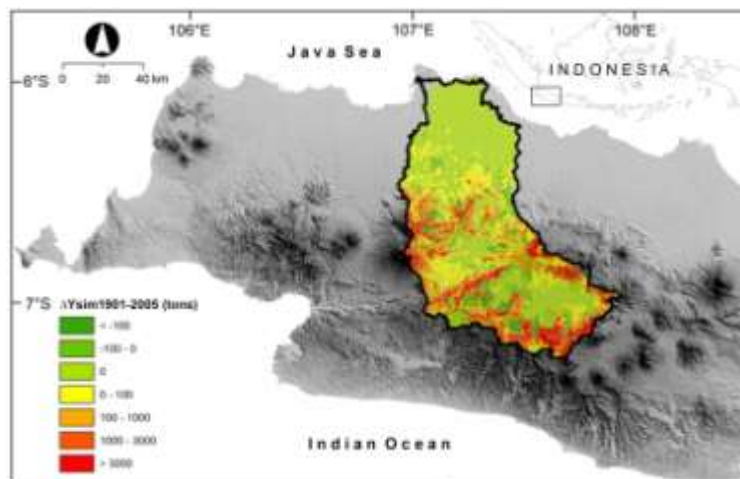 106°E
107°E
108°E
Java Sea
INDONESIA
6°S
0 20 40 km
7°S
ΔYsim1901-2005 (tons)
< -100
-100 - 0
0
0 - 100
100 - 1000
1000 - 3000
> 3000
Indian Ocean